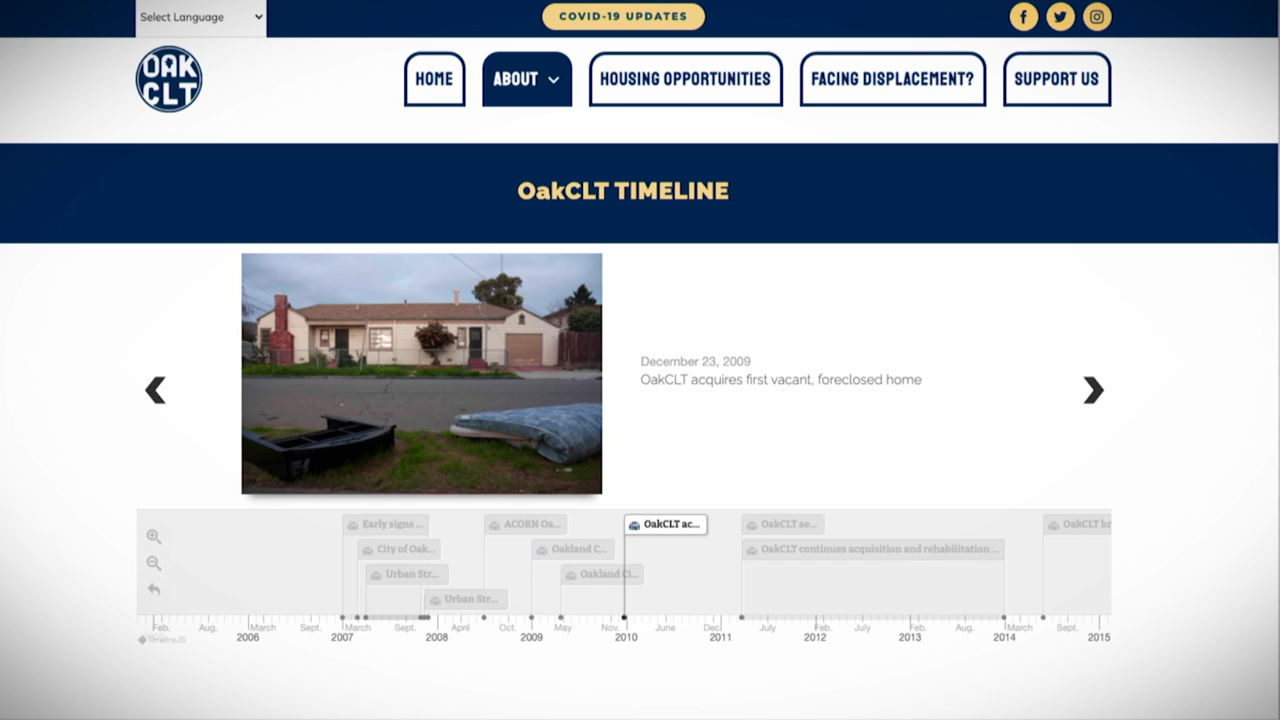 Select Language
COVID-19 UPDATES
OAK
CLT
HOME
ABOUT
HOUSING OPPORTUNITIES
FACING DISPLACEMENT?
SUPPORT US
OakCLT TIMELINE
December 23, 2009
OakCLT acquires first vacant, foreclosed home
Early signs ...
ACORN Oa...
OakCLT ac...
OakCLT se...
OakCLT br
City of Oak...
Oakland C...
OakCLT continues acquisition and rehabilitation ...
Urban Str...
Oakland Ci...
Urban Str...
Feb. Aug. March Sept. March Sept. April Oct. May Nov. June Dec. July Feb. July Feb. Aug. March Sept.
2006 2007 2008 2009 2010 2011 2012 2013 2014 2015
TimelineJS